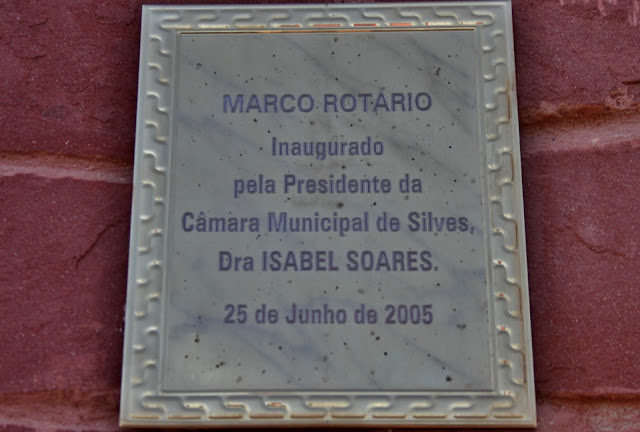 MARCO ROTÁRIO
Inaugurado
pela Presidente da
Câmara Municipal de Silves,
Dra ISABEL SOARES.
25 de Junho de 2005